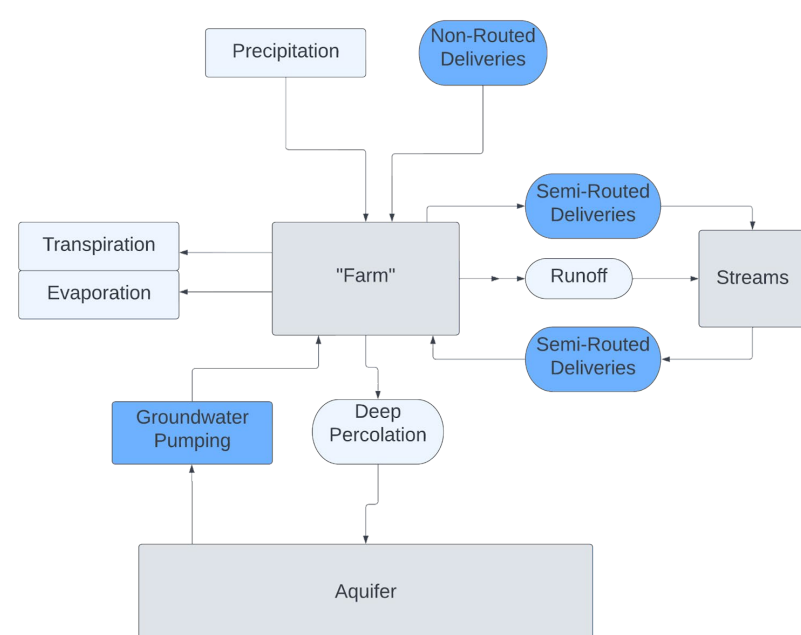 Precipitation
Non-Routed
Deliveries
Semi-Routed
Deliveries
Transpiration
Evaporation
"Farm"
Runoff
Streams
Semi-Routed
Deliveries
Groundwater
Pumping
Deep
Percolation
Aquifer